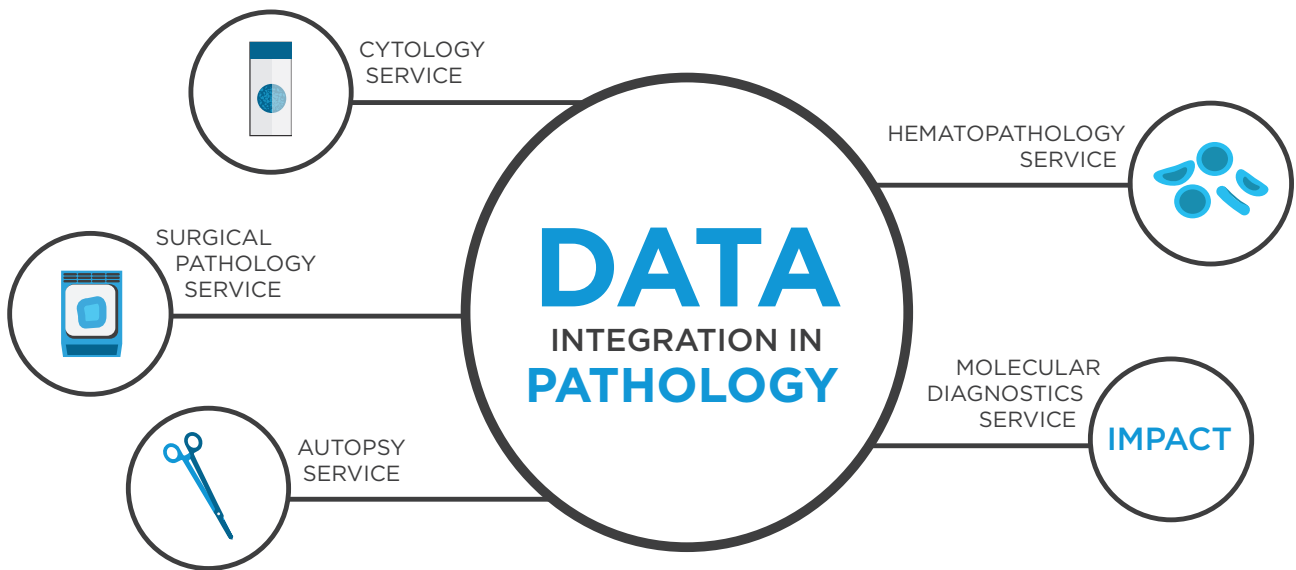 CYTOLOGY
SERVICE
HEMATOPATHOLOGY
SERVICE
SURGICAL
PATHOLOGY
SERVICE
DATA
INTEGRATION IN
PATHOLOGY
MOLECULAR
DIAGNOSTICS
SERVICE
IMPACT
AUTOPSY
SERVICE